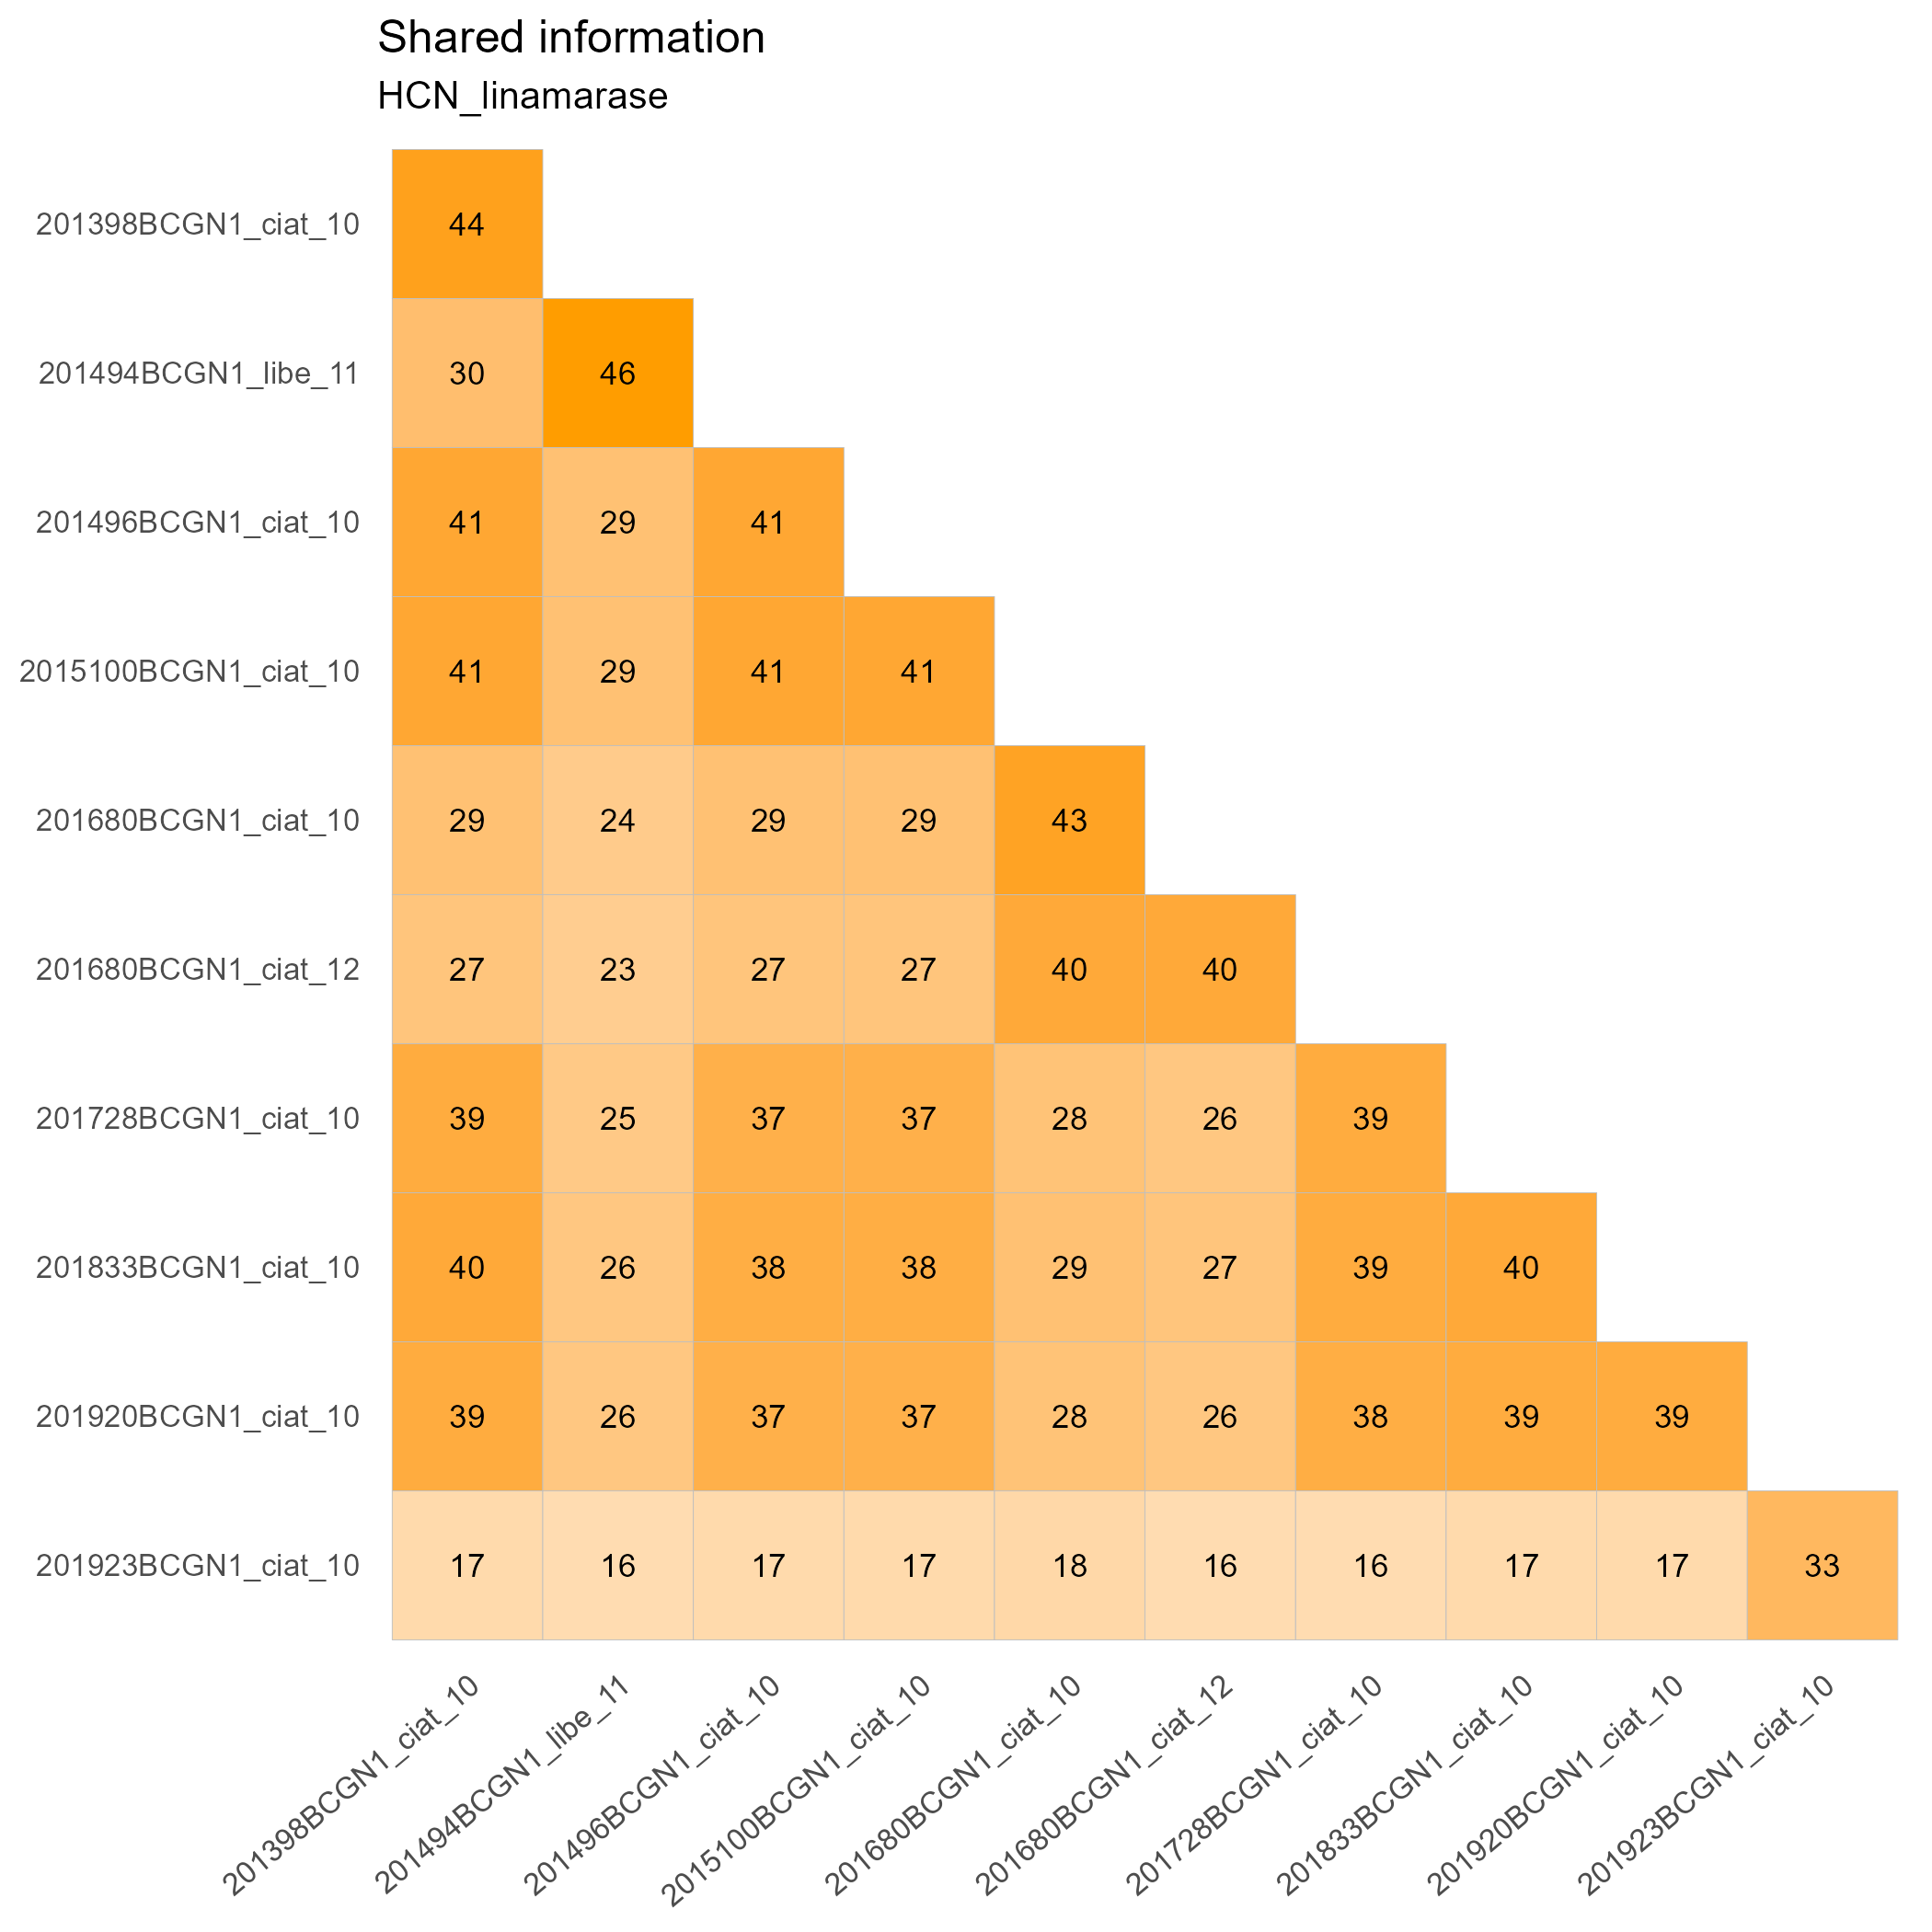 Shared information
HCN_linamarase
201398BCGN1_ciat_10 44
201494BCGN1_libe_11 30 46
201496BCGN1_ciat_10 41 29 41
2015100BCGN1_ciat_10 41 29 41 41
201680BCGN1_ciat_10 29 24 29 29 43
201680BCGN1_ciat_12 27 23 27 27 40 40
201728BCGN1_ciat_10 39 25 37 37 28 26 39
201833BCGN1_ciat_10 40 26 38 38 29 27 39 40
201920BCGN1_ciat_10 39 26 37 37 28 26 38 39 39
201923BCGN1_ciat_10 17 16 17 17 18 16 16 17 17 33
201398BCGN1_ciat_10
201494BCGN1_libe_11
201496BCGN1_ciat_10
2015100BCGN1_ciat_10
201680BCGN1_ciat_10
201680BCGN1_ciat_12
201728BCGN1_ciat_10
201833BCGN1_ciat_10
201920BCGN1_ciat_10
201923BCGN1_ciat_10